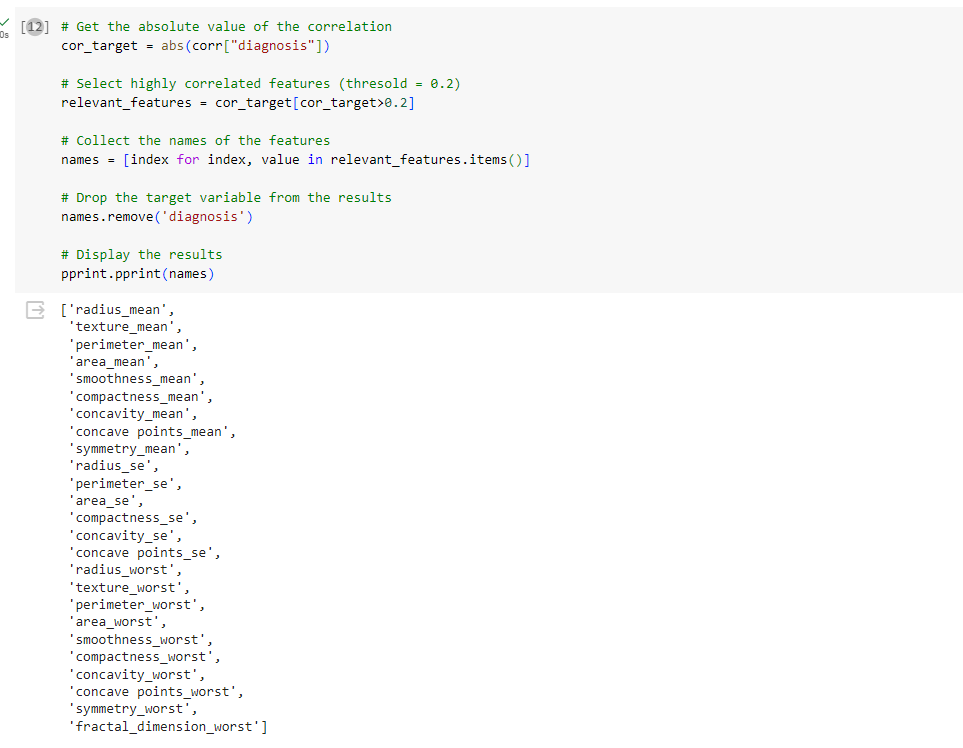 [12] # Get the absolute value of the correlation
0s
cor_target = abs(corr["diagnosis"])
# Select highly correlated features (thresold = 0.2)
relevant_features = cor_target[cor_target>0.2]
# Collect the names of the features
names = [index for index, value in relevant_features.items()]
# Drop the target variable from the results
names.remove('diagnosis')
# Display the results
pprint.pprint(names)
['radius_mean',
'texture_mean',
'perimeter_mean',
'area_mean',
'smoothness_mean',
'compactness_mean',
'concavity_mean',
'concave points_mean',
'symmetry_mean',
'radius_se',
'perimeter_se',
'area_se',
'compactness_se',
'concavity_se',
'concave points_se',
'radius_worst',
'texture_worst',
'perimeter_worst',
'area_worst',
'smoothness_worst',
'compactness_worst',
'concavity_worst',
'concave points_worst',
'symmetry_worst',
'fractal_dimension_worst']